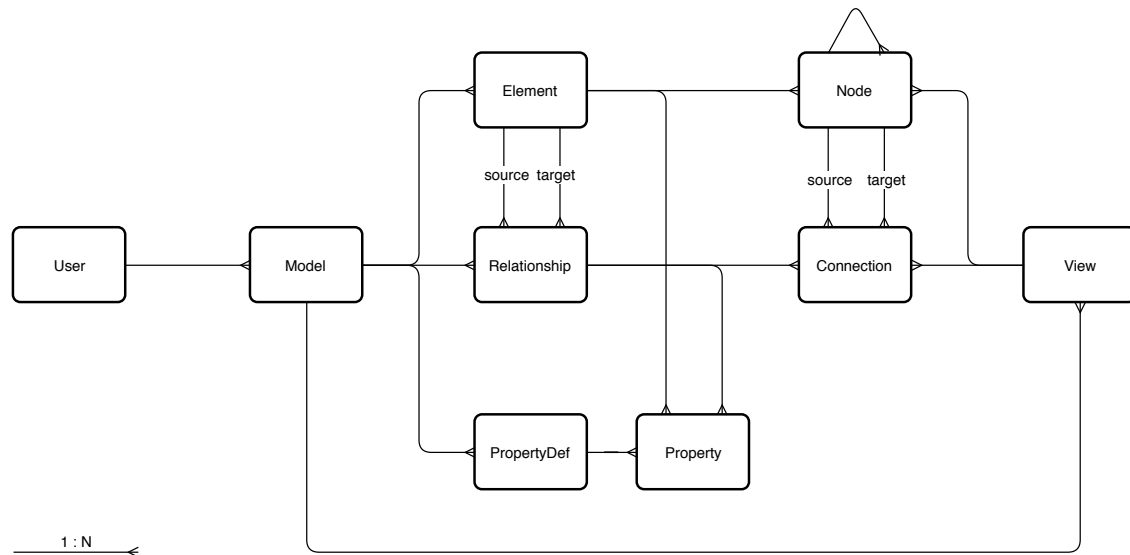 Element
Node
source target
source target
User
Model
Relationship
Connection
View
PropertyDef
Property
1 : N